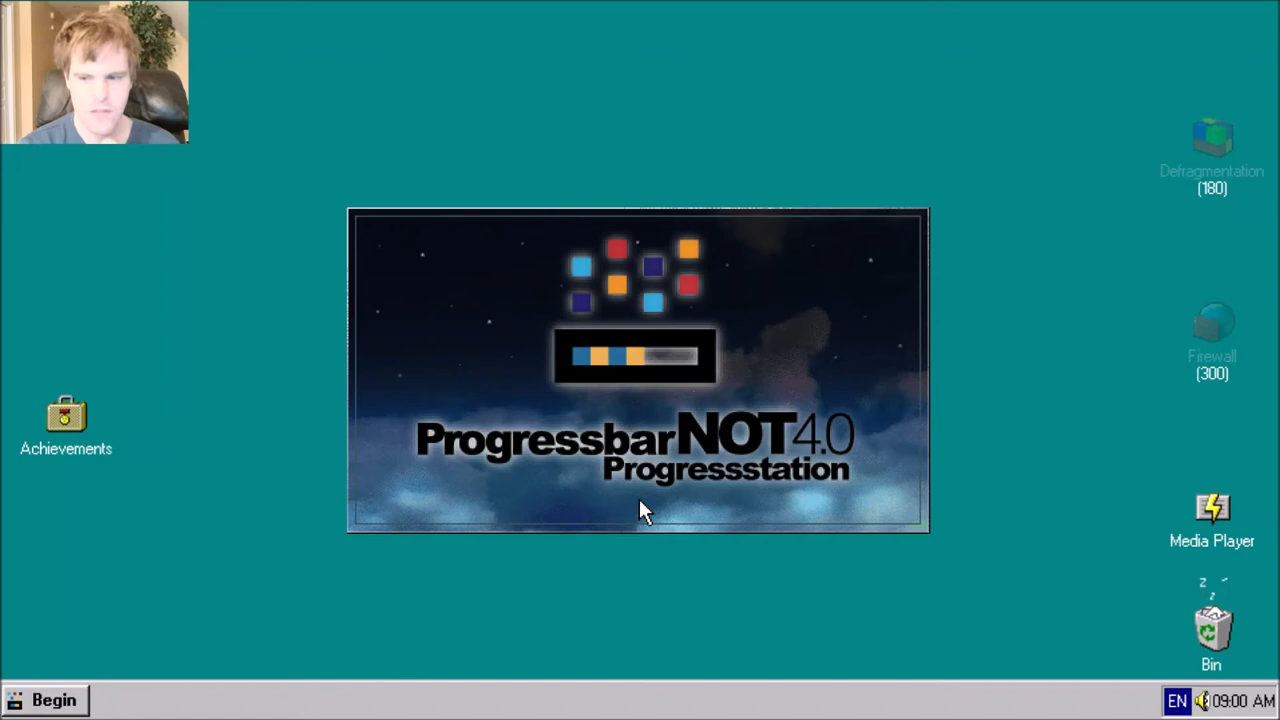 Defragmentation
(180)
ProgressbarNOT4.0
Progressstation
Firewall
(300)
Achievements
Media Player
z
z
Bin
Begin
EN
09:00 AM